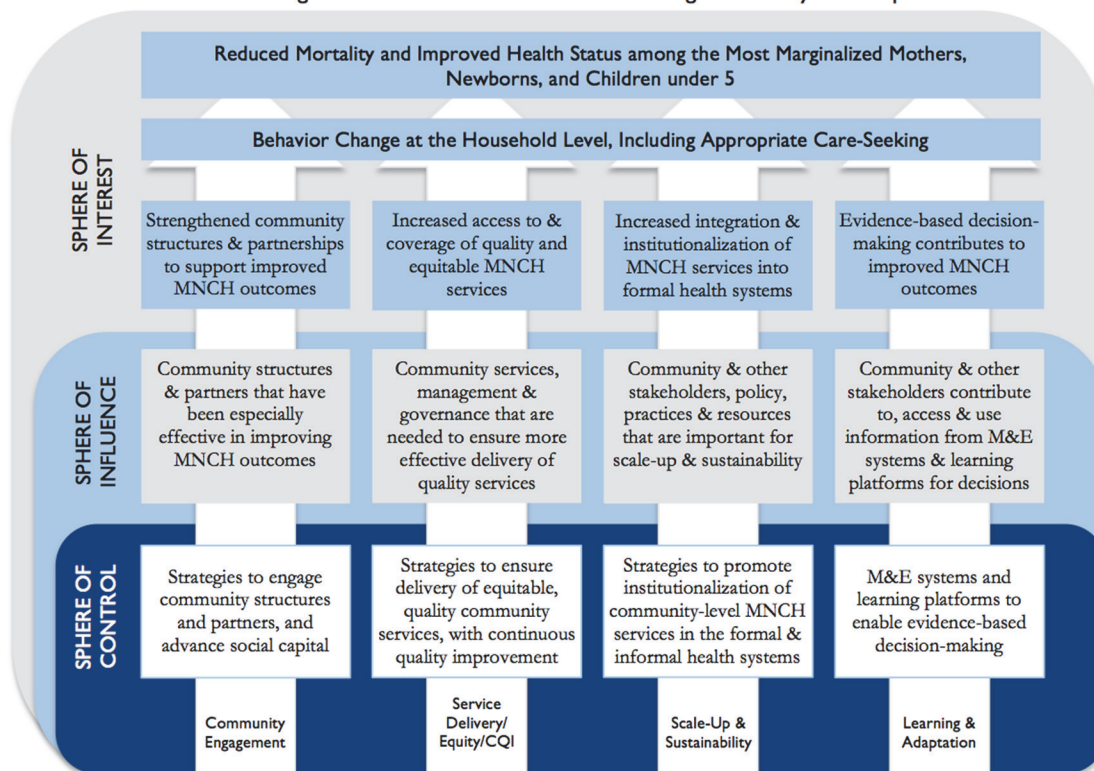 Reduced Mortality and Improved Health Status among the Most Marginalized Mothers,
Newborns, and Children under 5
Behavior Change at the Household Level, Including Appropriate Care-Seeking
SPHERE OF
INTEREST
Strengthened community
structures & partnerships
to support improved
MNCH outcomes
Increased access to &
coverage of quality and
equitable MNCH
services
Increased integration &
institutionalization of
MNCH services into
formal health systems
Evidence-based decision-
making contributes to
improved MNCH
outcomes
SPHERE OF
INFLUENCE
Community structures
& partners that have
been especially
effective in improving
MNCH outcomes
Community services,
management &
governance that are
needed to ensure more
effective delivery of
quality services
Community & other
stakeholders, policy,
practices & resources
that are important for
scale-up & sustainability
Community & other
stakeholders contribute
to, access & use
information from M&E
systems & learning
platforms for decisions
SPHERE OF
CONTROL
Strategies to engage
community structures
and partners, and
advance social capital
Strategies to ensure
delivery of equitable,
quality community
services, with continuous
quality improvement
Strategies to promote
institutionalization of
community-level MNCH
services in the formal &
informal health systems
M&E systems and
learning platforms to
enable evidence-based
decision-making
Community
Engagement
Service
Delivery/
Equity/CQI
Scale-Up &
Sustainability
Learning &
Adaptation